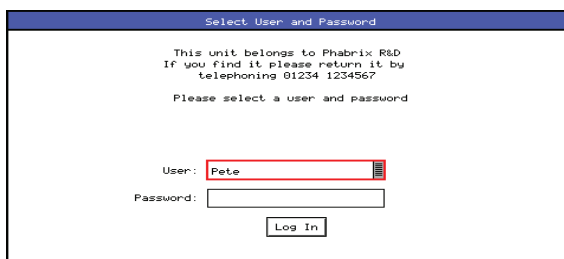 Select User and Password
This unit belongs to Phabrix R&D
If you find it please return it by
telephoning 01234 1234567
Please select a user and password
User: Pete
Password:
Log In